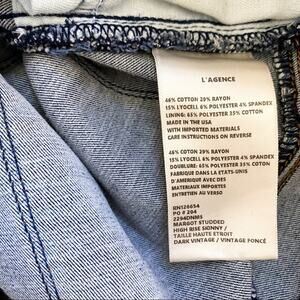 L'AGENCE
46% COTTON 29% RAYON
15% LYOCELL 6% POLYESTER 4% SPANDEX
LINING: 65% POLYESTER 35% COTTON
MADE IN THE USA
WITH IMPORTED MATERIALS
CARE INSTRUCTIONS ON REVERSE
46% COTTON 29% RAYON
15% LYOCELL 6% POLYESTER 4% SPANDEX
DOUBLURE: 65% POLYESTER 35% COTTON
FABRIQUE DANS LA ETATS-UNIS
D'AMERIQUE AVEC DES
MATERIAUX IMPORTES
ENTRETIEN AU VERSO
RN126654
PO # 204
2294DNMS
MARGOT STUDDED
HIGH RISE SKINNY /
TAILLE HAUTE ETROIT
DARK VINTAGE / VINTAGE FONCÉ